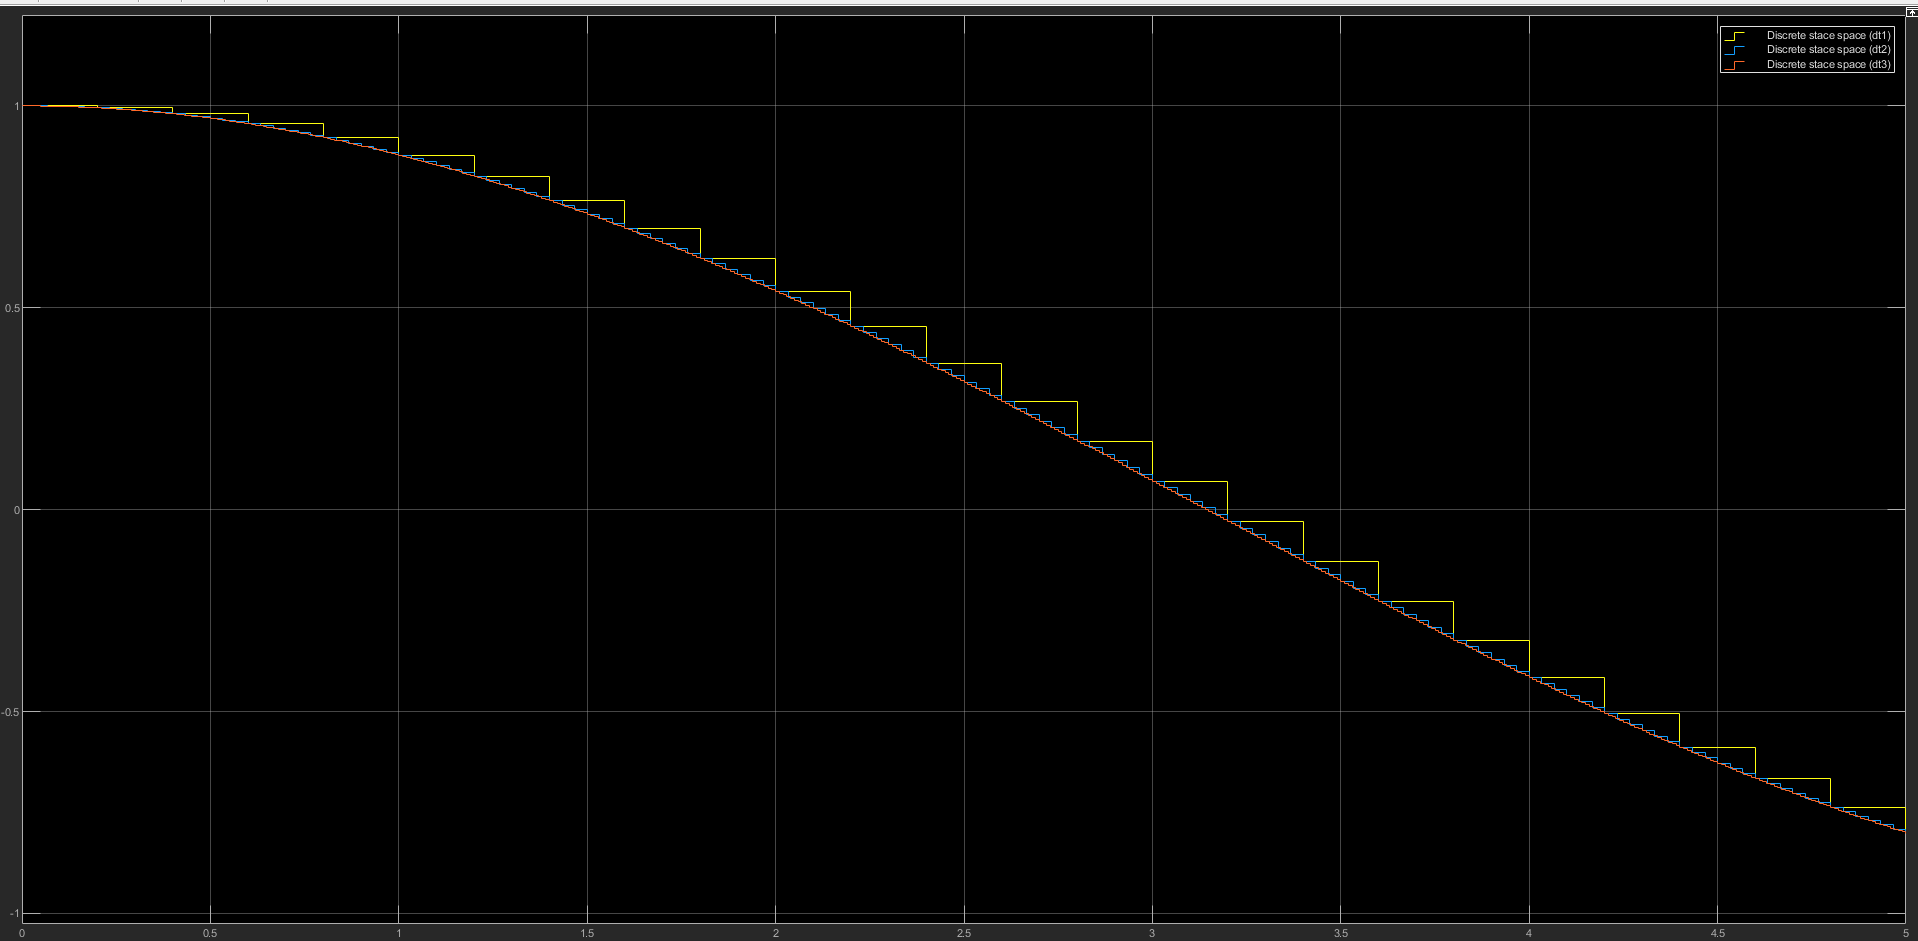 Discrete stace space (dt1)
Discrete stace space (dt2)
Discrete stace space (dt3)
1
0.5
0
-0.5
-1
0 0.5 1 1.5 2 2.5 3 3.5 4 4.5 5